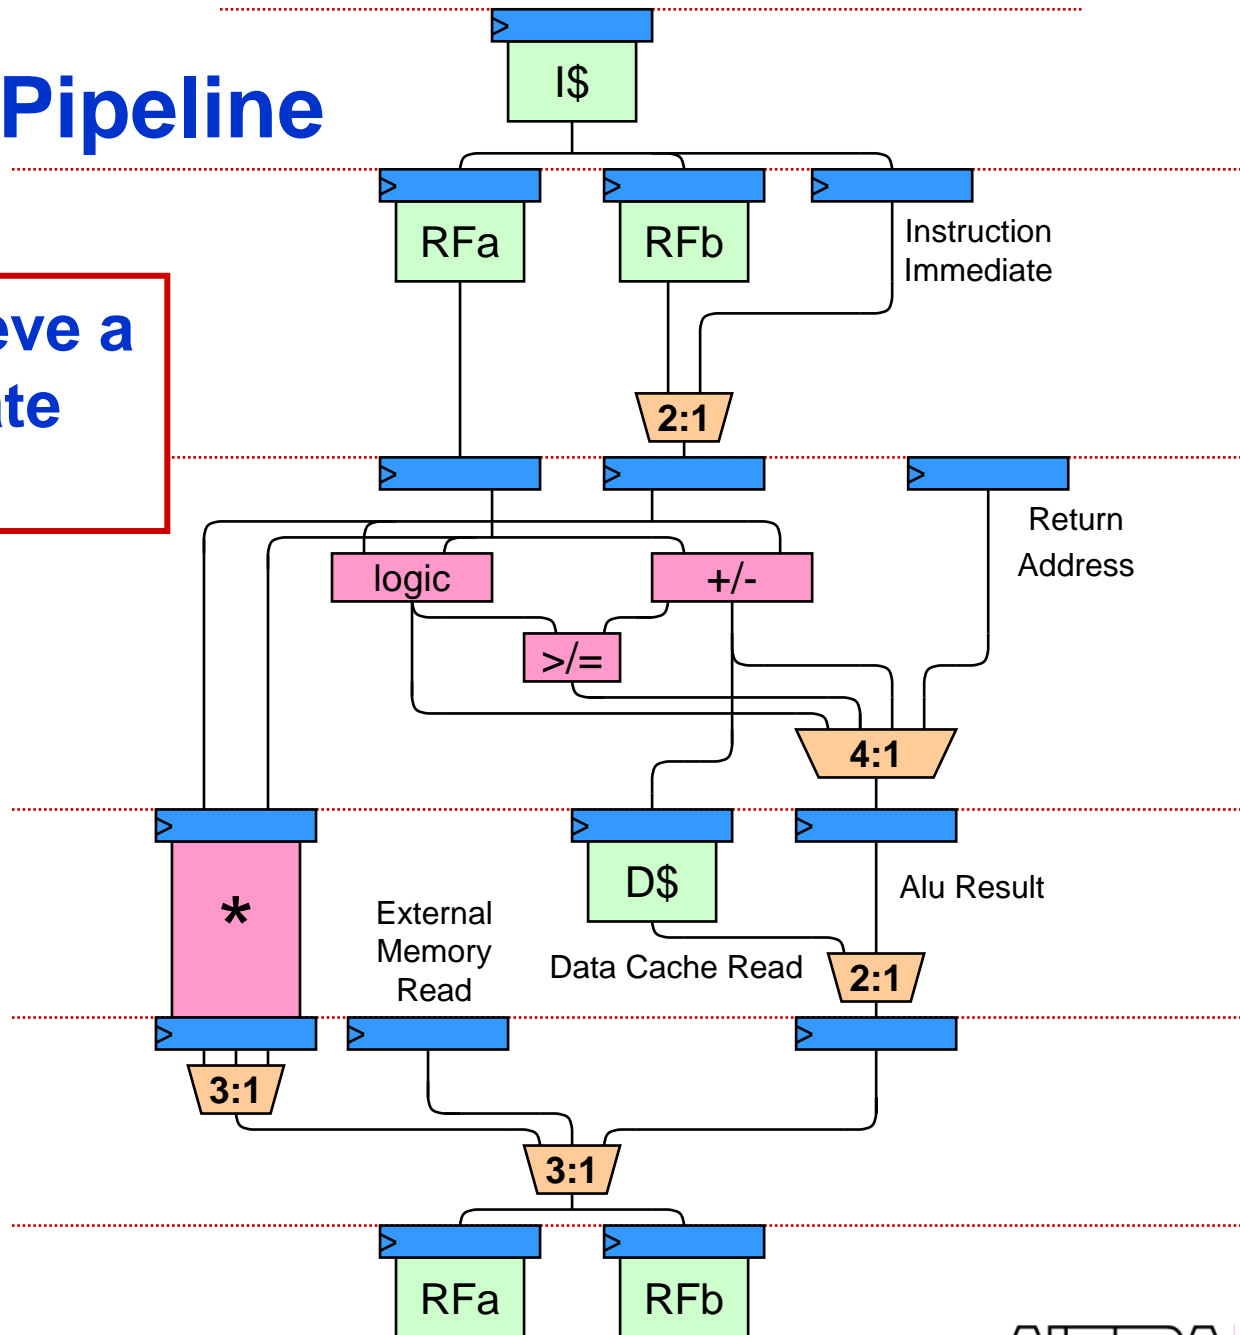 I$
Pipeline
RFa
RFb
Instruction
Immediate
eve a
ate
2:1
Return
Address
logic
+/-
>/=
4:1
*
D$
Alu Result
External
Memory
Read
Data Cache Read
2:1
3:1
3:1
RFa
RFb